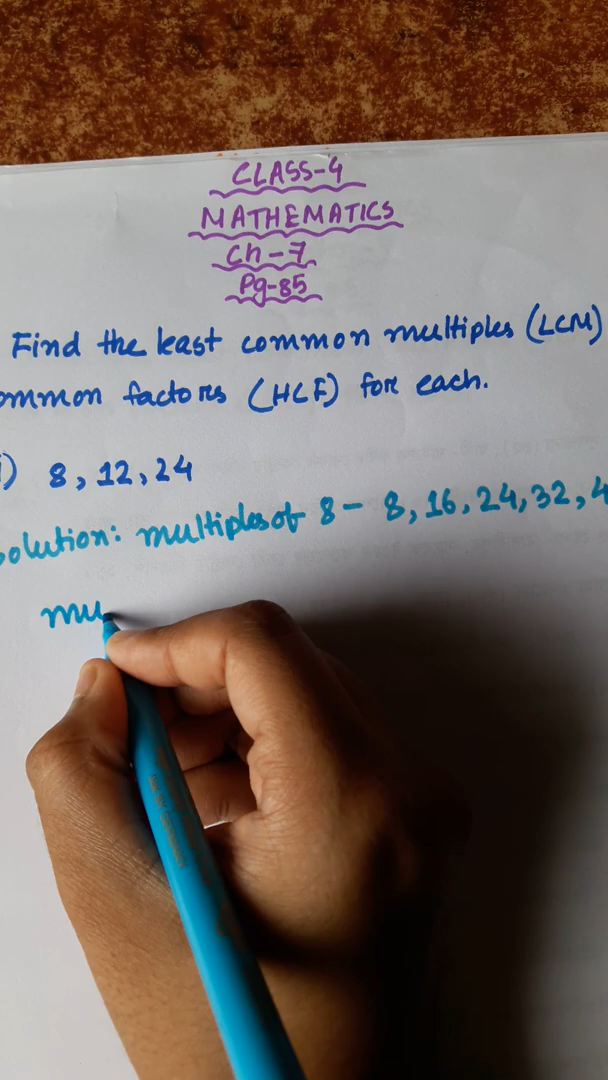 CLASS-4
MATHEMATICS
Ch-7
Pg-85
Find the least common multiples (LCM)
ommon factors (HCF) for each.
i) 8, 12, 24
olution: multiples of 8 - 8, 16, 24, 32, 4
mu